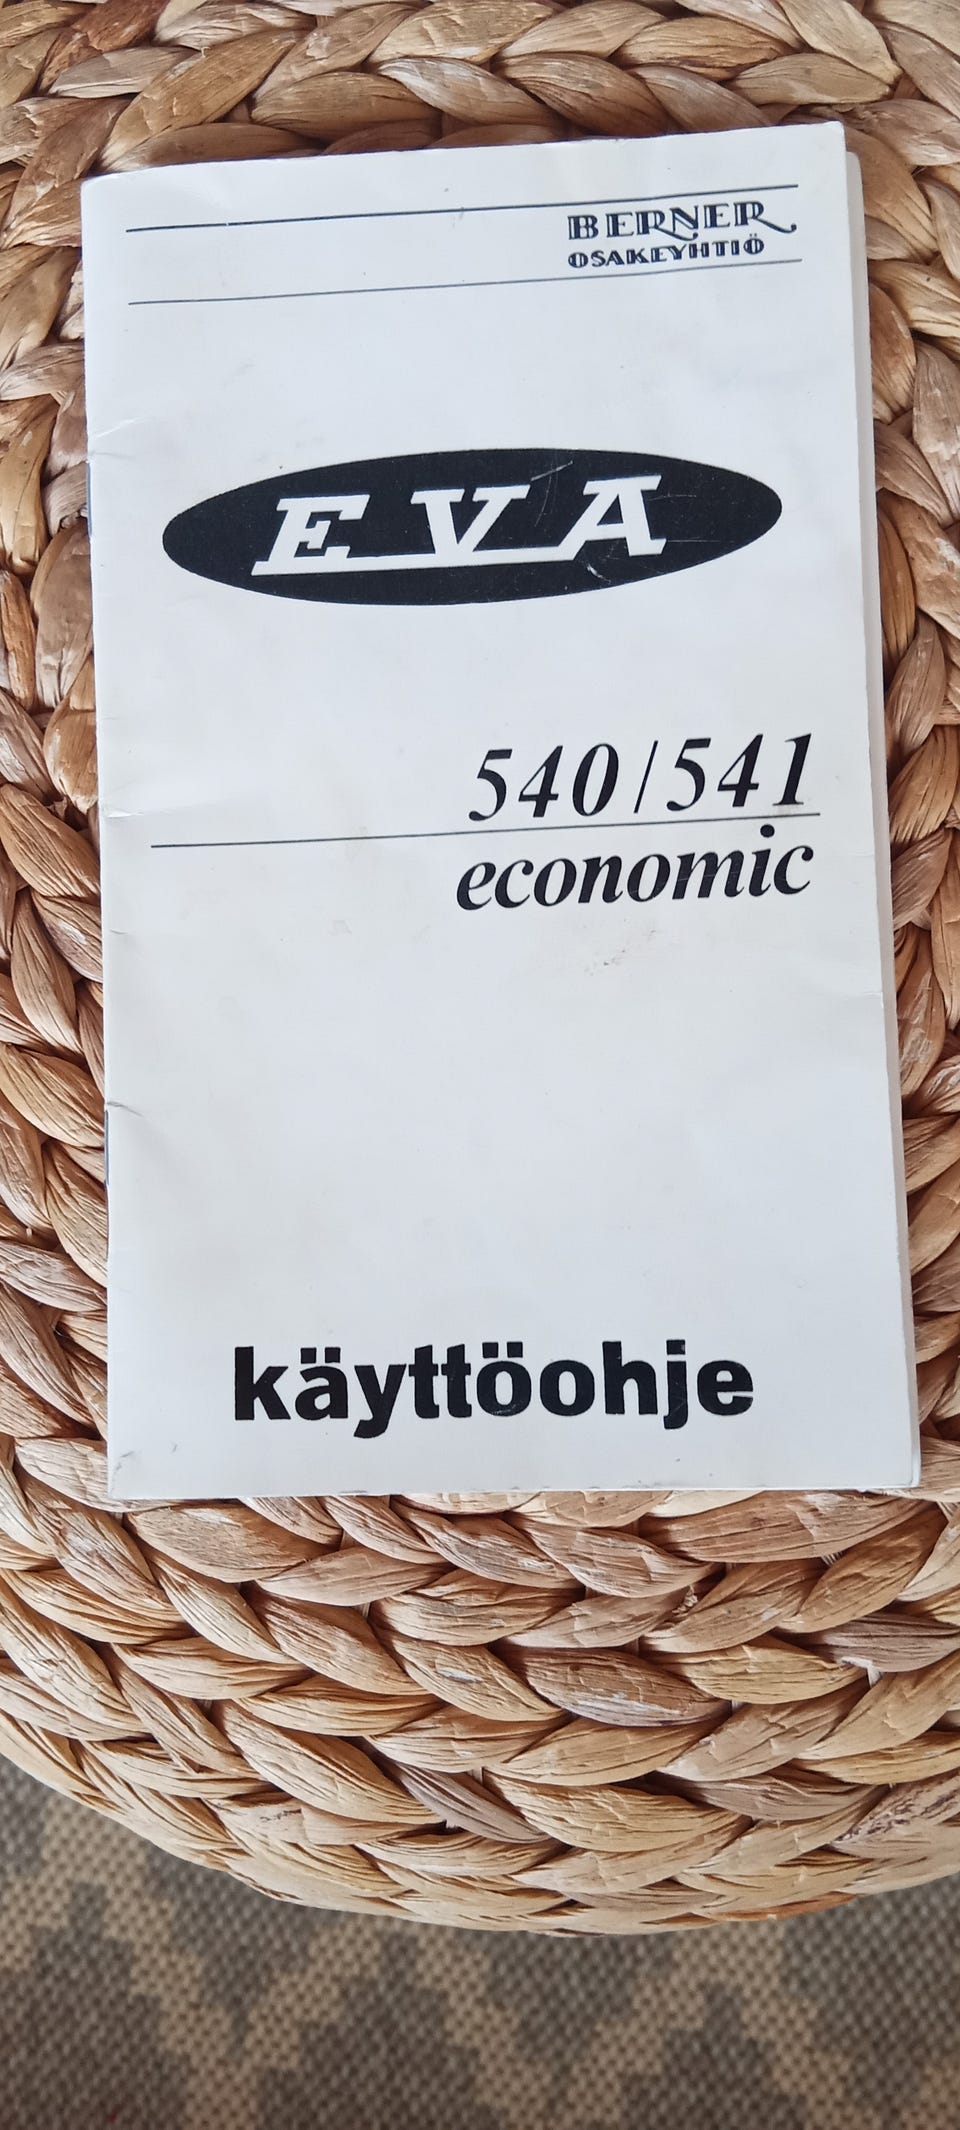 BERNER
OSAKEYHTIÖ
EVA
540/541
economic
käyttöohje